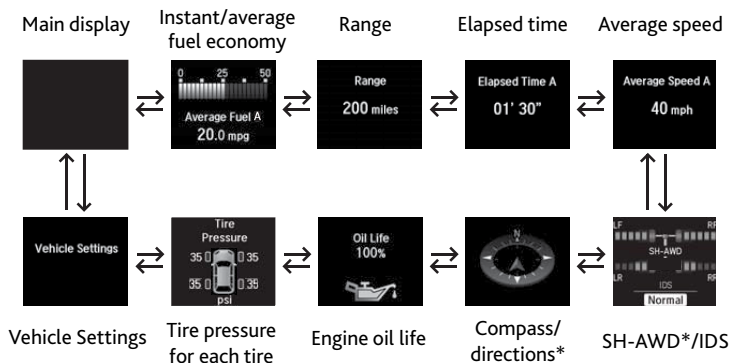 Main display
Instant/average
fuel economy
Range
Elapsed time
Average speed
0 25 50
Average Fuel A
20.0 mpg
Range
200 miles
Elapsed Time A
01' 30"
Average Speed A
40 mph
Vehicle Settings
Tire
Pressure
35 35
35 35
psi
Oil Life
100%
N
LF RF
SH-AWD
LR RR
IDS
Normal
Vehicle Settings
Tire pressure
for each tire
Engine oil life
Compass/
directions*
SH-AWD*/IDS